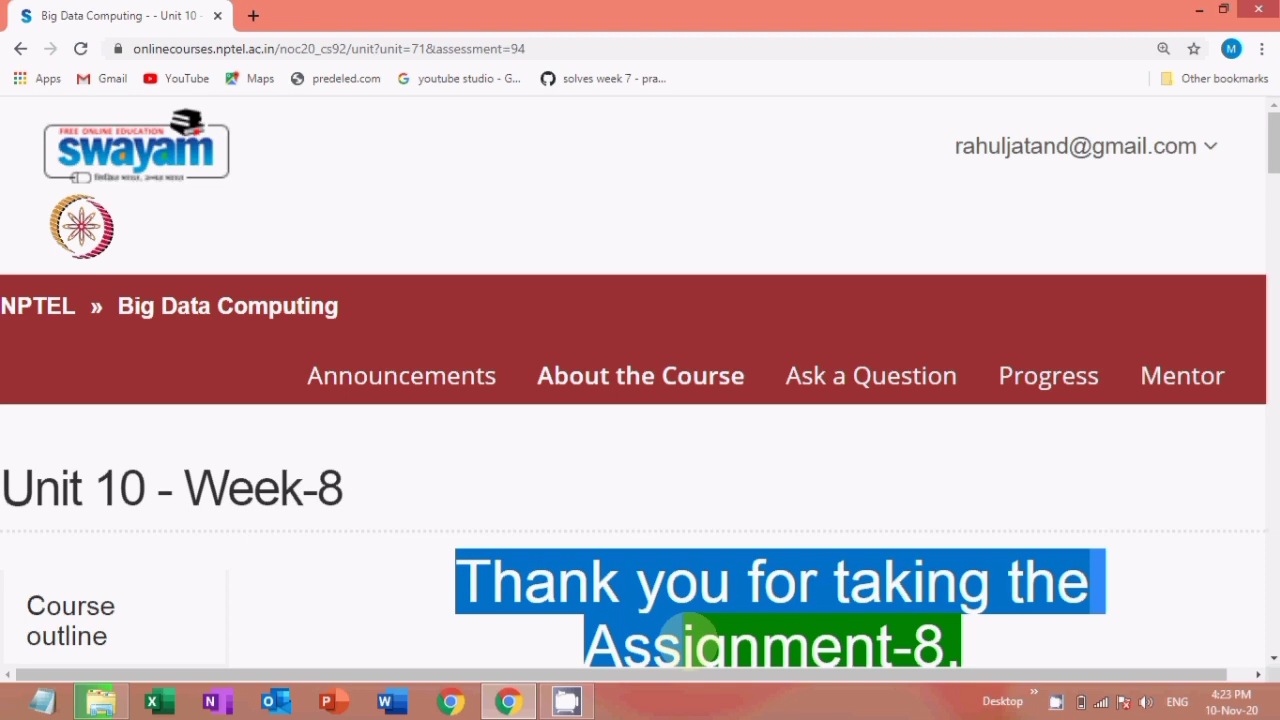 Big Data Computing - - Unit 10 -
onlinecourses.nptel.ac.in/noc20_cs92/unit?unit=71&assessment=94
M
Apps Gmail YouTube Maps predeled.com youtube studio - G... solves week 7 - pra... Other bookmarks
FREE ONLINE EDUCATION
swayam
rahuljatand@gmail.com
NPTEL » Big Data Computing
Announcements About the Course Ask a Question Progress Mentor
Unit 10 - Week-8
Thank you for taking the
Assignment-8.
Course
outline
Desktop ENG 4:23 PM
10-Nov-20